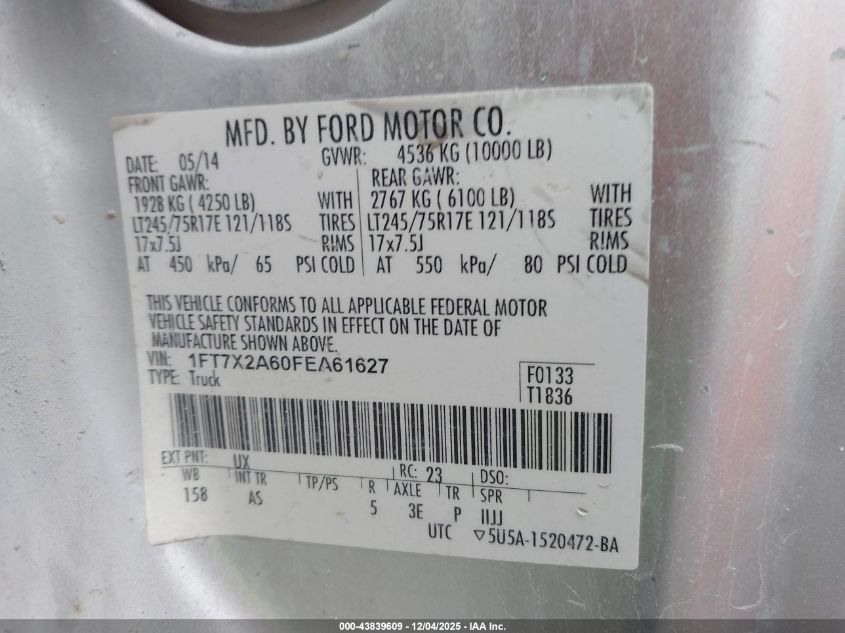 MFD. BY FORD MOTOR CO.
DATE: 05/14 GVWR: 4536 KG (10000 LB)
FRONT GAWR: REAR GAWR:
1928 KG ( 4250 LB) WITH 2767 KG ( 6100 LB) WITH
LT245/75R17E 121/118S TIRES LT245/75R17E 121/118S TIRES
17x7.5J RIMS 17x7.5J RIMS
AT 450 kPa/ 65 PSI COLD AT 550 kPa/ 80 PSI COLD
THIS VEHICLE CONFORMS TO ALL APPLICABLE FEDERAL MOTOR
VEHICLE SAFETY STANDARDS IN EFFECT ON THE DATE OF
MANUFACTURE SHOWN ABOVE.
VIN: 1FT7X2A60FEA61627
TYPE: Truck
F0133
T1836
EXT PNT: UX RC: 23 DSO:
WB INT TR TP/PS R AXLE TR SPR
158 AS 5 3E P IIJJ
UTC ▽5U5A-1520472-BA
000-43839609 - 12/04/2025 - IAA Inc.